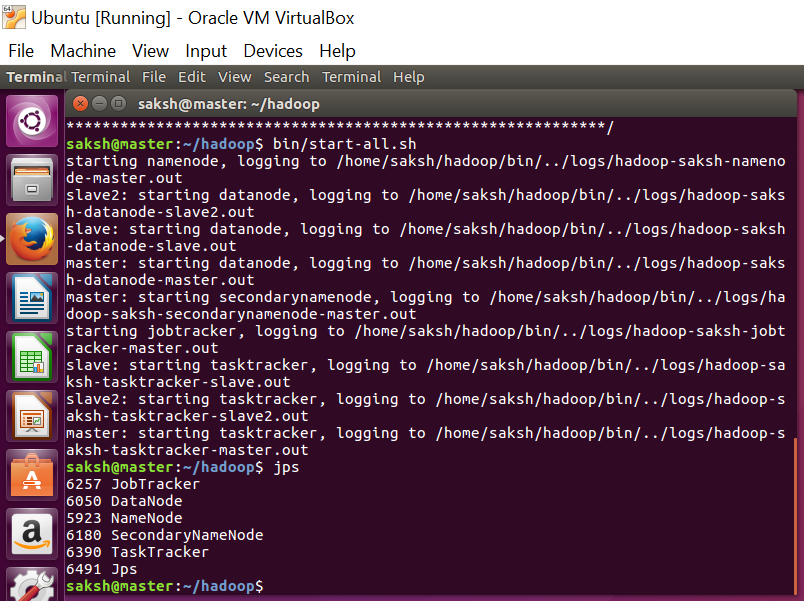 Ubuntu [Running] - Oracle VM VirtualBox
File Machine View Input Devices Help
Terminal Terminal File Edit View Search Terminal Help
saksh@master: ~/hadoop
************************************************************/
saksh@master:~/hadoop$ bin/start-all.sh
starting namenode, logging to /home/saksh/hadoop/bin/../logs/hadoop-saksh-nameno
de-master.out
slave2: starting datanode, logging to /home/saksh/hadoop/bin/../logs/hadoop-saks
h-datanode-slave2.out
slave: starting datanode, logging to /home/saksh/hadoop/bin/../logs/hadoop-saksh
-datanode-slave.out
master: starting datanode, logging to /home/saksh/hadoop/bin/../logs/hadoop-saks
h-datanode-master.out
master: starting secondarynamenode, logging to /home/saksh/hadoop/bin/../logs/ha
doop-saksh-secondarynamenode-master.out
starting jobtracker, logging to /home/saksh/hadoop/bin/../logs/hadoop-saksh-jobt
racker-master.out
slave: starting tasktracker, logging to /home/saksh/hadoop/bin/../logs/hadoop-sa
ksh-tasktracker-slave.out
slave2: starting tasktracker, logging to /home/saksh/hadoop/bin/../logs/hadoop-s
aksh-tasktracker-slave2.out
master: starting tasktracker, logging to /home/saksh/hadoop/bin/../logs/hadoop-s
aksh-tasktracker-master.out
saksh@master:~/hadoop$ jps
6257 JobTracker
6050 DataNode
5923 NameNode
6180 SecondaryNameNode
6390 TaskTracker
6491 Jps
saksh@master:~/hadoop$